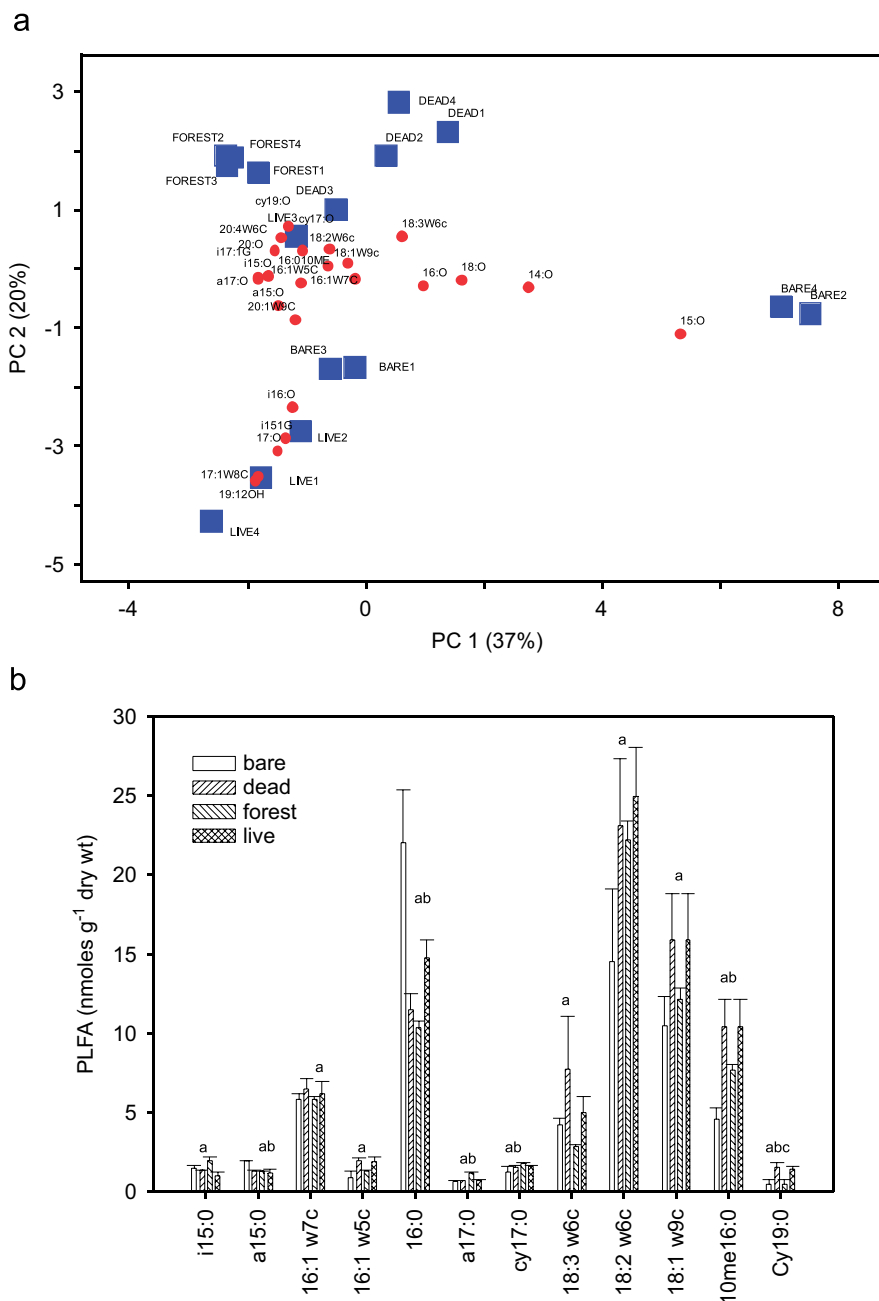 a
3
1
-1
-3
-5
PC 2 (20%)
DEAD4
DEAD1
FOREST2
FOREST4
DEAD2
FOREST3
FOREST1
cy19:O
DEAD3
LIVE3
cy17:O
20:4W6C
18:3W6c
20:O
18:2W6c
i17:1G
18:1W9c
16:010ME
i15:O
16:1W5C
16:O
18:O
14:O
a17:O
16:1W7C
BARE4
BARE2
a15:O
20:1W9C
15:O
BARE3
BARE1
i16:O
i151G
17:O
LIVE2
17:1W8C
LIVE1
19:12OH
LIVE4
-4
0
4
8
PC 1 (37%)
b
30
25
20
15
10
5
0
PLFA (nmoles g-1 dry wt)
bare
dead
forest
live
a
ab
a
a
ab
ab
ab
a
a
a
ab
abc
i15:0
a15:0
16:1 w7c
16:1 w5c
16:0
a17:0
cy17:0
18:3 w6c
18:2 w6c
18:1 w9c
10me16:0
Cy19:0